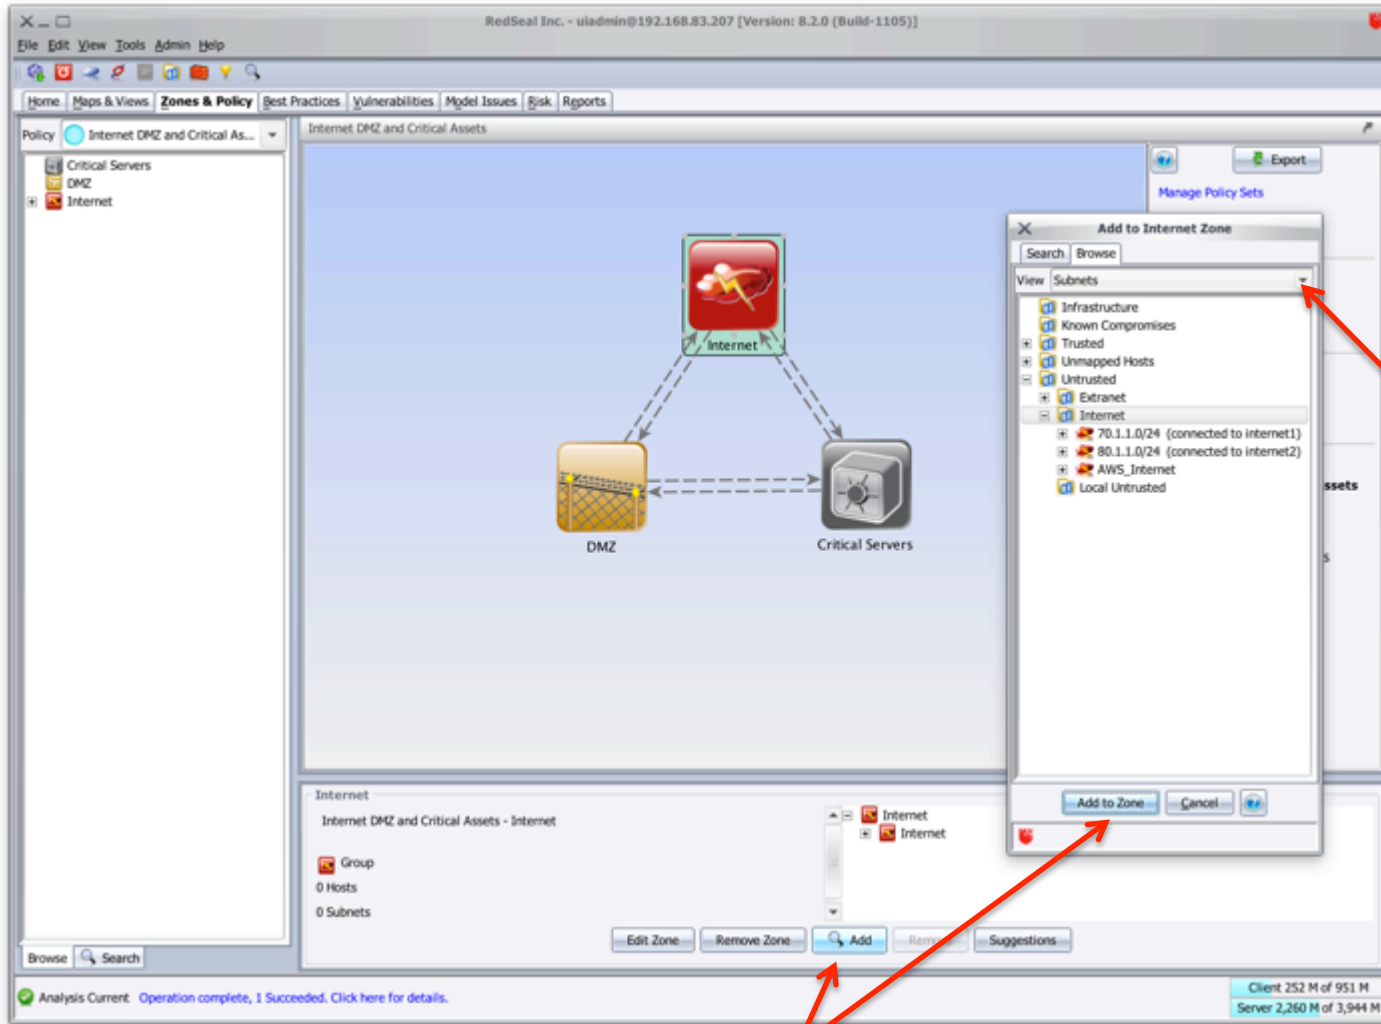 RedSeal Inc. - uiadmin@192.168.83.207 [Version: 8.2.0 (Build-1105)]
File Edit View Tools Admin Help
Home Maps & Views Zones & Policy Best Practices Vulnerabilities Model Issues Risk Reports
Policy Internet DMZ and Critical As...
Critical Servers
DMZ
Internet
Internet DMZ and Critical Assets
Export
Manage Policy Sets
Internet
DMZ
Critical Servers
Add to Internet Zone
Search Browse
View Subnets
Infrastructure
Known Compromises
Trusted
Unmapped Hosts
Untrusted
Extranet
Internet
70.1.1.0/24 (connected to internet1)
80.1.1.0/24 (connected to internet2)
AWS_Internet
Local Untrusted
Add to Zone Cancel
ssets
s
Internet
Internet DMZ and Critical Assets - Internet
Group
0 Hosts
0 Subnets
Internet
Internet
Edit Zone Remove Zone Add Remov Suggestions
Browse Search
Analysis Current Operation complete, 1 Succeeded. Click here for details.
Client 252 M of 951 M
Server 2,260 M of 3,944 M